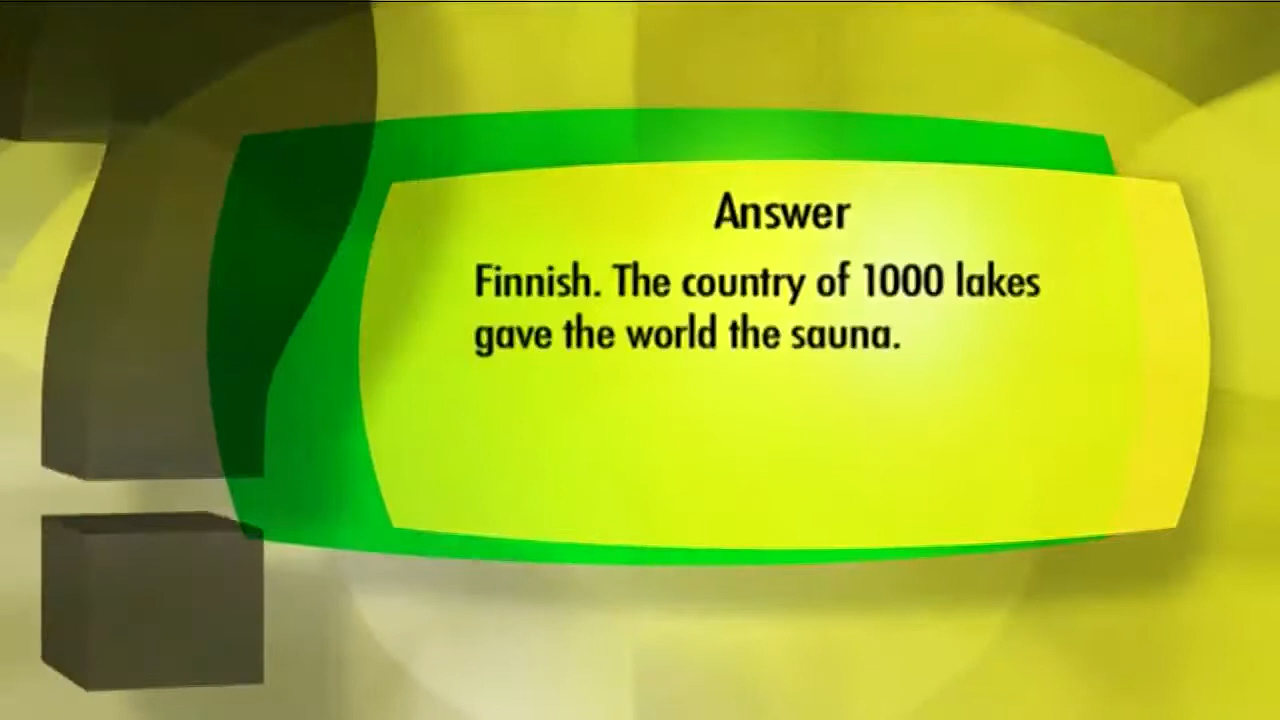 Answer
Finnish. The country of 1000 lakes
gave the world the sauna.